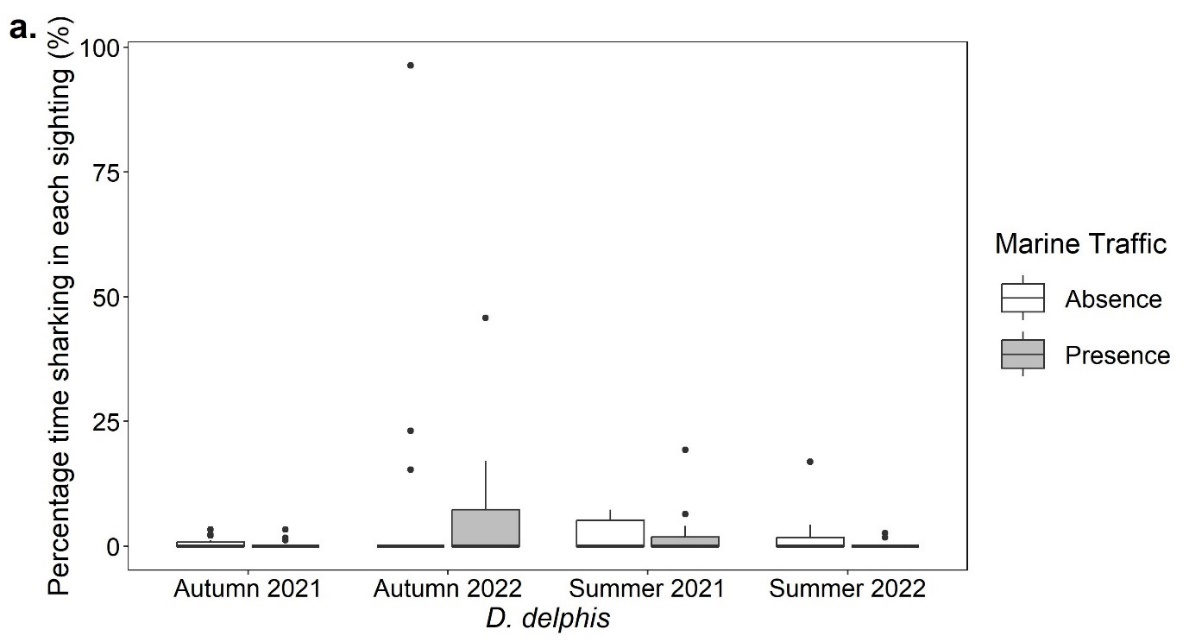 a.
Percentage time sharking in each sighting (%)
100
75
50
25
0
Autumn 2021 Autumn 2022 Summer 2021 Summer 2022
D. delphis
Marine Traffic
Absence
Presence